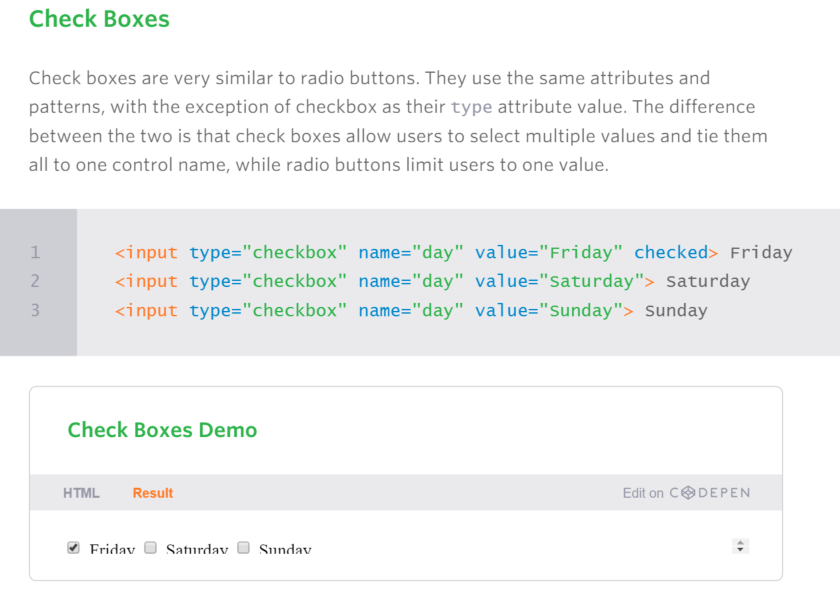 Check Boxes
Check boxes are very similar to radio buttons. They use the same attributes and
patterns, with the exception of checkbox as their type attribute value. The difference
between the two is that check boxes allow users to select multiple values and tie them
all to one control name, while radio buttons limit users to one value.
1 <input type="checkbox" name="day" value="Friday" checked> Friday
2 <input type="checkbox" name="day" value="Saturday"> Saturday
3 <input type="checkbox" name="day" value="Sunday"> Sunday
Check Boxes Demo
HTML Result Edit on CODEPEN
Friday Saturday Sunday